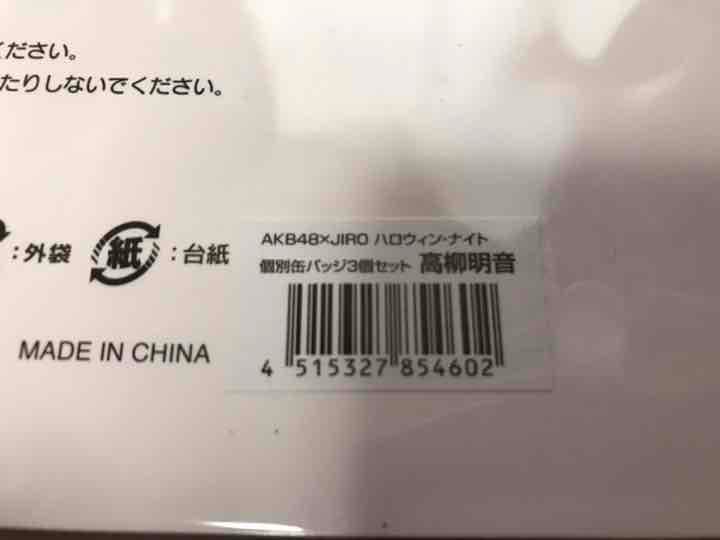 ください。
たりしないでください。
：外袋 紙：台紙
AKB48×JIRO ハロウィン・ナイト
個別缶バッジ3個セット 高柳明音
4 515327 854602
MADE IN CHINA